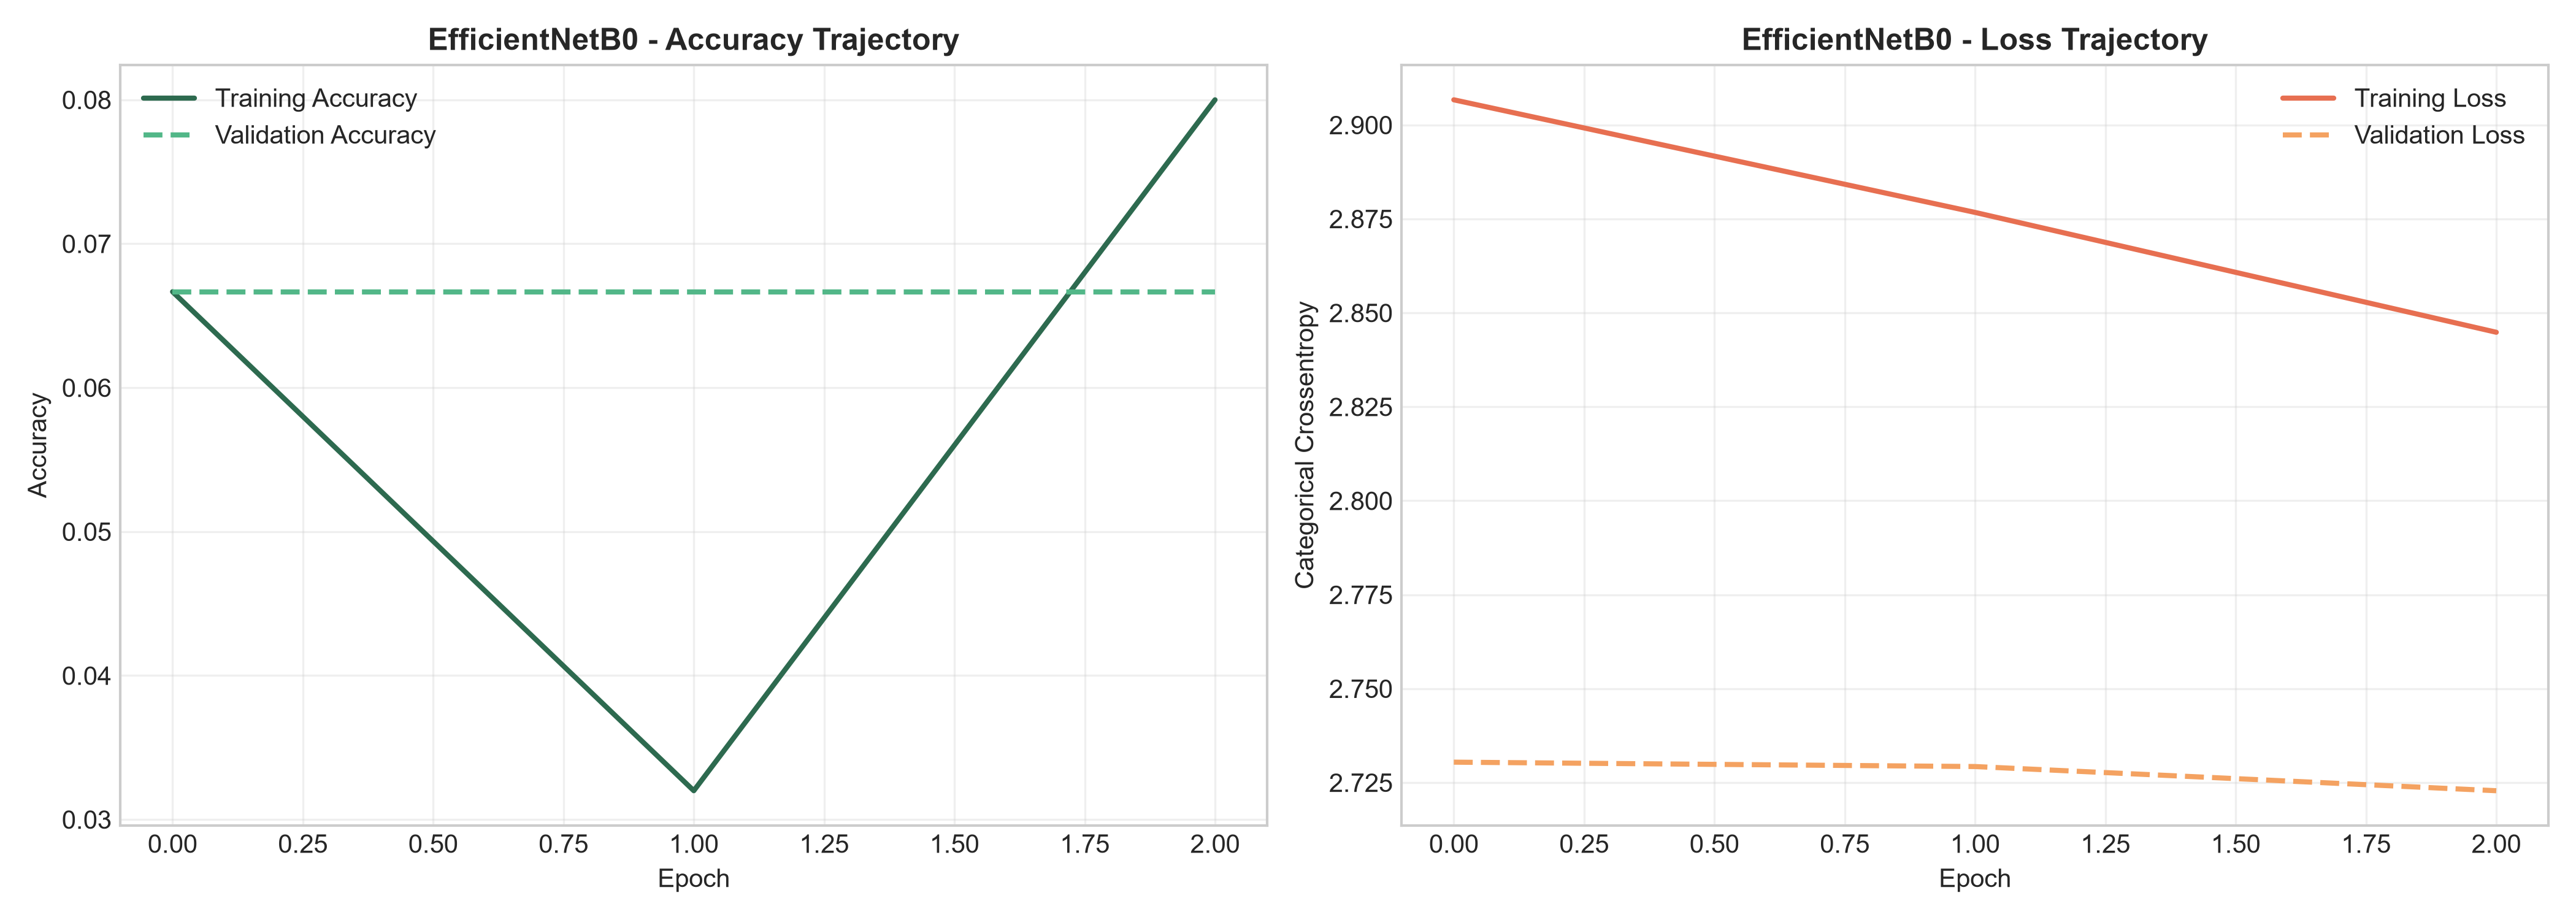 EfficientNetB0 - Accuracy Trajectory
Training Accuracy
Validation Accuracy
0.08
0.07
0.06
0.05
0.04
0.03
Accuracy
0.00 0.25 0.50 0.75 1.00 1.25 1.50 1.75 2.00
Epoch
EfficientNetB0 - Loss Trajectory
Training Loss
Validation Loss
2.900
2.875
2.850
2.825
2.800
2.775
2.750
2.725
Categorical Crossentropy
0.00 0.25 0.50 0.75 1.00 1.25 1.50 1.75 2.00
Epoch